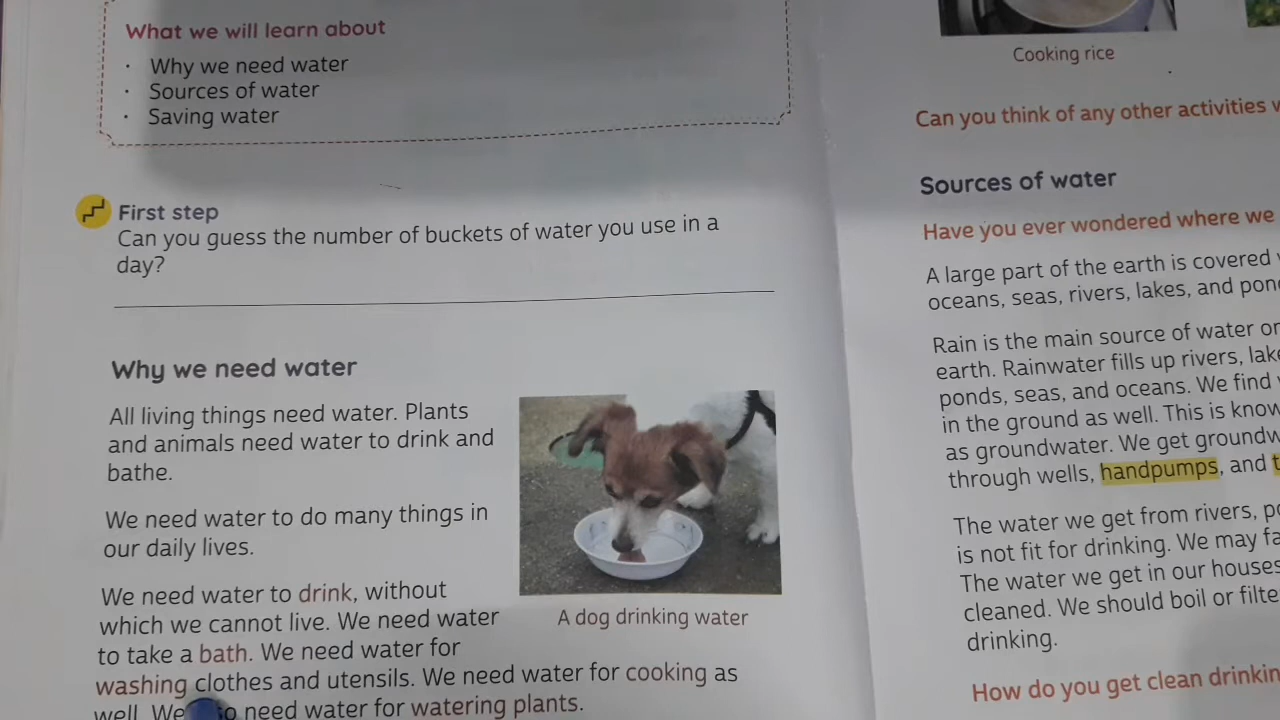 What we will learn about
· Why we need water
· Sources of water
· Saving water
First step
Can you guess the number of buckets of water you use in a
day?
Why we need water
All living things need water. Plants
and animals need water to drink and
bathe.
We need water to do many things in
our daily lives.
We need water to drink, without
which we cannot live. We need water
to take a bath. We need water for
washing clothes and utensils. We need water for cooking as
well. We need water for watering plants.
A dog drinking water
Cooking rice
Can you think of any other activities
Sources of water
Have you ever wondered where we
A large part of the earth is covered
oceans, seas, rivers, lakes, and
Rain is the main source of water
earth. Rainwater fills up rivers,
ponds, seas, and oceans. We find
in the ground as well. This is
as groundwater. We get
through wells, handpumps, and
The water we get from rivers,
is not fit for drinking. We may
The water we get in our houses
cleaned. We should boil or
drinking.
How do you get clean